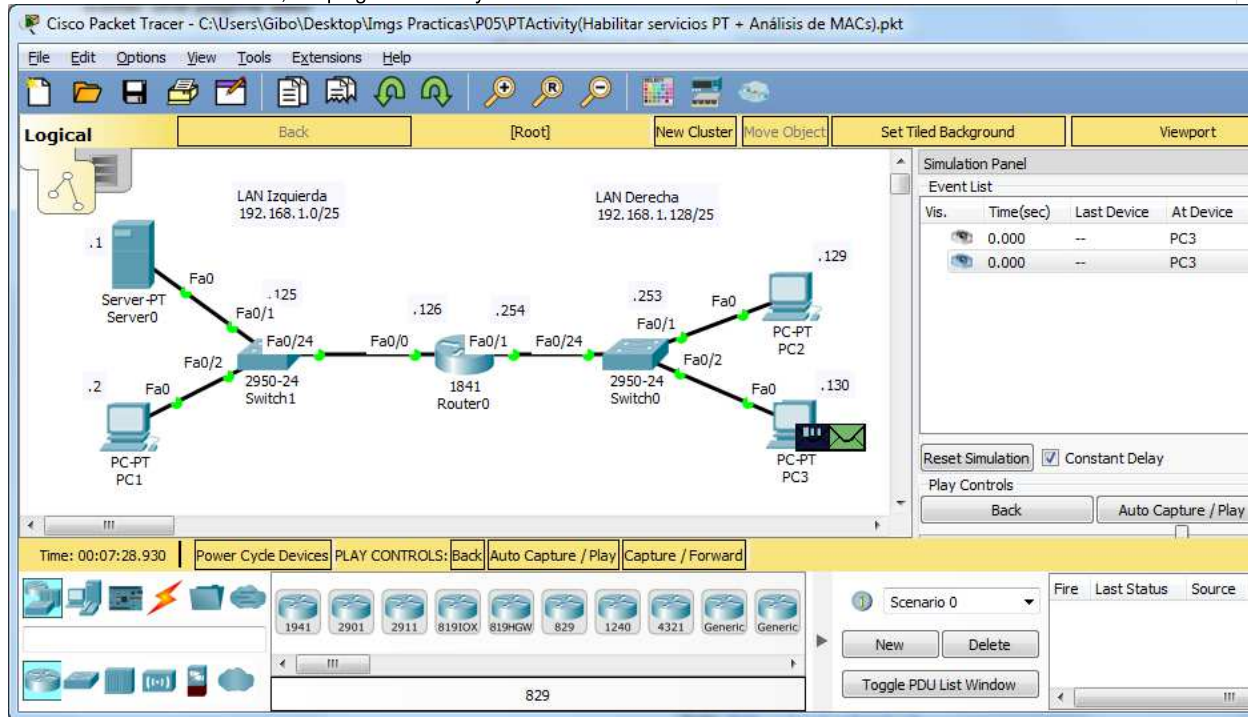 Cisco Packet Tracer - C:\Users\Gibo\Desktop\Imgs Practicas\P05\PTActivity(Habilitar servicios PT + Análisis de MACs).pkt
File Edit Options View Tools Extensions Help
Logical Back [Root] New Cluster Move Object Set Tiled Background Viewport
LAN Izquierda
192.168.1.0/25
LAN Derecha
192.168.1.128/25
.1
Fa0
Server-PT
Server0
.125
Fa0/1
Fa0/24
Fa0/2
2950-24
Switch1
.2
Fa0
PC-PT
PC1
.126
.254
Fa0/0
Fa0/1
1841
Router0
.253
Fa0/1
Fa0/24
Fa0/2
2950-24
Switch0
.129
Fa0
PC-PT
PC2
.130
Fa0
PC-PT
PC3
Simulation Panel
Event List
Vis. Time(sec) Last Device At Device
0.000 -- PC3
0.000 -- PC3
Reset Simulation Constant Delay
Play Controls
Back Auto Capture / Play
Time: 00:07:28.930 Power Cycle Devices PLAY CONTROLS: Back Auto Capture / Play Capture / Forward
1941 2901 2911 819IOX 819HGW 829 1240 4321 Generic Generic
829
Scenario 0
New Delete
Toggle PDU List Window
Fire Last Status Source